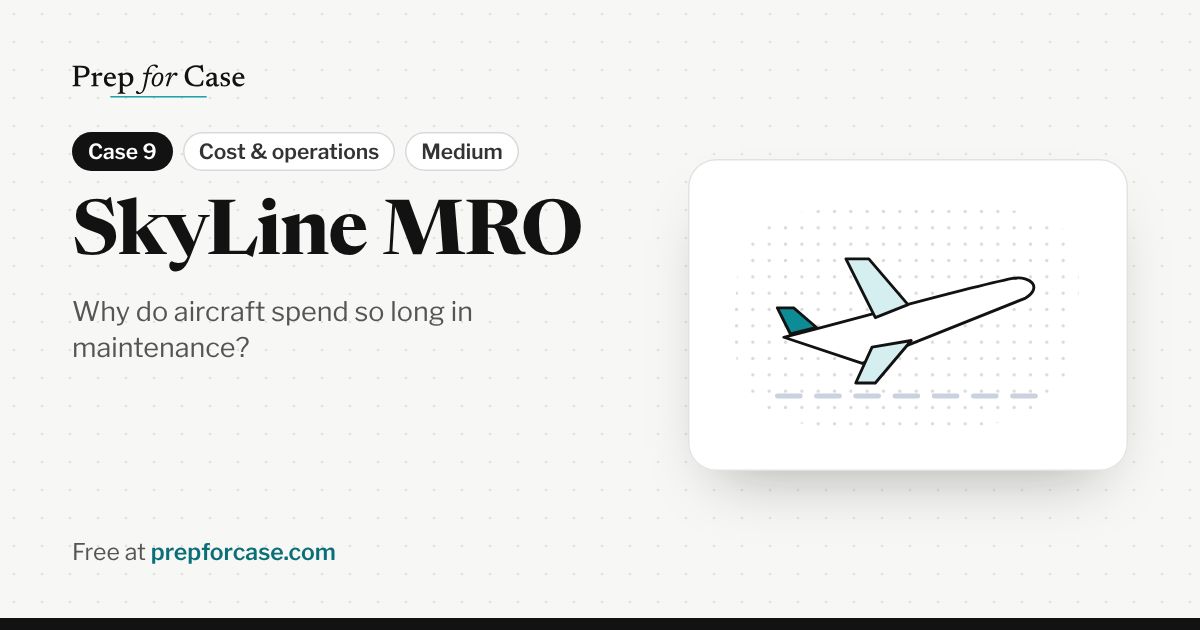 Prep for Case
Case 9 Cost & operations Medium
SkyLine MRO
Why do aircraft spend so long in
maintenance?
Free at prepforcase.com